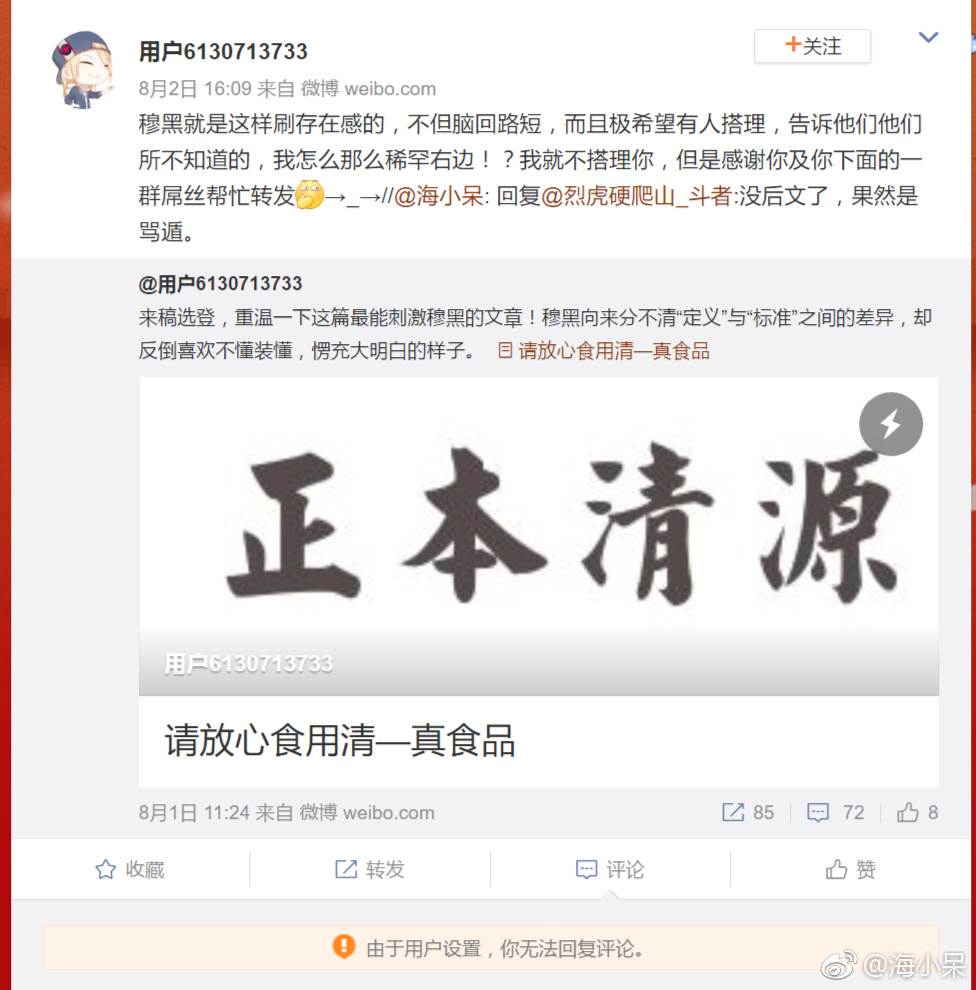 用户6130713733
+关注
8月2日 16:09 来自 微博 weibo.com
穆黑就是这样刷存在感的，不但脑回路短，而且极希望有人搭理，告诉他们他们
所不知道的，我怎么那么稀罕右边！？我就不搭理你，但是感谢你及你下面的一
群屌丝帮忙转发→_→//@海小呆: 回复@烈虎硬爬山_斗者:没后文了，果然是
骂遁。
@用户6130713733
来稿选登，重温一下这篇最能刺激穆黑的文章！穆黑向来分不清“定义”与“标准”之间的差异，却
反倒喜欢不懂装懂，愣充大明白的样子。 请放心食用清—真食品
正本清源
用户6130713733
请放心食用清—真食品
8月1日 11:24 来自 微博 weibo.com 85 72 8
收藏 转发 评论 赞
由于用户设置，你无法回复评论。
@海小呆